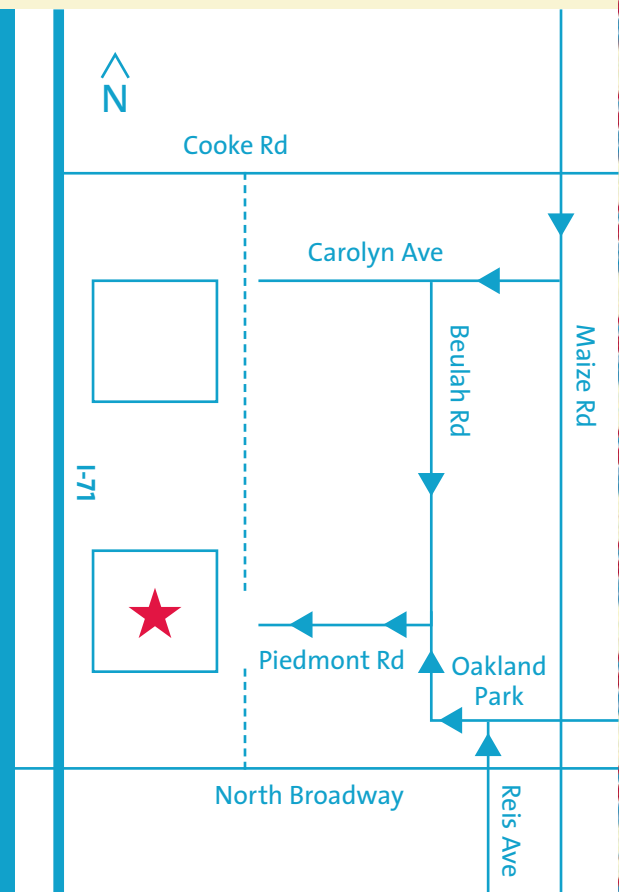 N
Cooke Rd
Carolyn Ave
Beulah Rd
Maize Rd
I-71
Piedmont Rd
Oakland
Park
North Broadway
Reis Ave